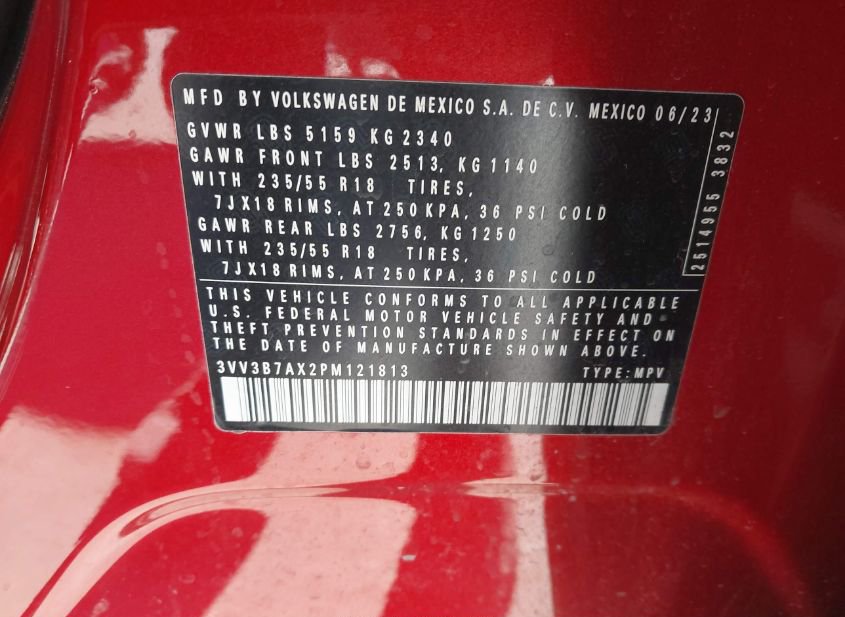 MFD BY VOLKSWAGEN DE MEXICO S.A. DE C.V. MEXICO 06/23
GVWR LBS 5159 KG 2340
GAWR FRONT LBS 2513, KG 1140
WITH 235/55 R18 TIRES,
7JX18 RIMS, AT 250 KPA, 36 PSI COLD
GAWR REAR LBS 2756, KG 1250
WITH 235/55 R18 TIRES,
7JX18 RIMS, AT 250 KPA, 36 PSI COLD
2514955 3832
THIS VEHICLE CONFORMS TO ALL APPLICABLE
U.S. FEDERAL MOTOR VEHICLE SAFETY AND
THEFT PREVENTION STANDARDS IN EFFECT ON
THE DATE OF MANUFACTURE SHOWN ABOVE.
3VV3B7AX2PM121813 TYPE: MPV